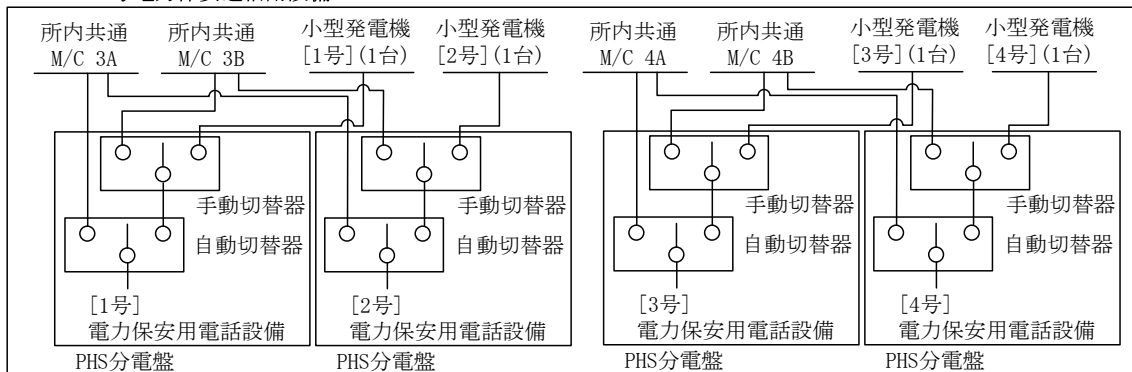 所内共通
M/C 3A
所内共通
M/C 3B
小型発電機
[1号](1台)
小型発電機
[2号](1台)
所内共通
M/C 4A
所内共通
M/C 4B
小型発電機
[3号](1台)
小型発電機
[4号](1台)
手動切替器
手動切替器
手動切替器
手動切替器
自動切替器
自動切替器
自動切替器
自動切替器
[1号]
電力保安用電話設備
[2号]
電力保安用電話設備
[3号]
電力保安用電話設備
[4号]
電力保安用電話設備
PHS分電盤
PHS分電盤
PHS分電盤
PHS分電盤